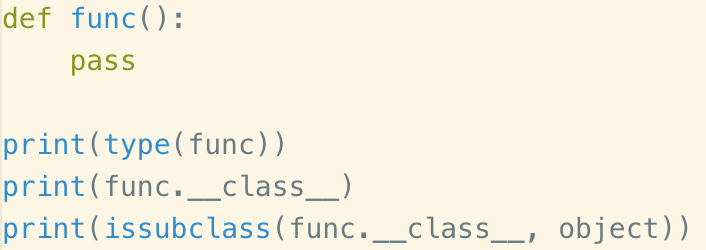 def func():
    pass

print(type(func))
print(func.__class__)
print(issubclass(func.__class__, object))